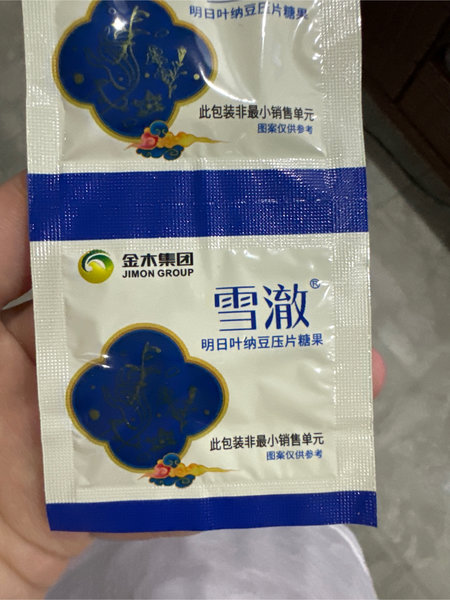 明日叶纳豆压片糖果
此包装非最小销售单元
图案仅供参考
金木集团
JIMON GROUP
雪澈®
明日叶纳豆压片糖果
此包装非最小销售单元
图案仅供参考